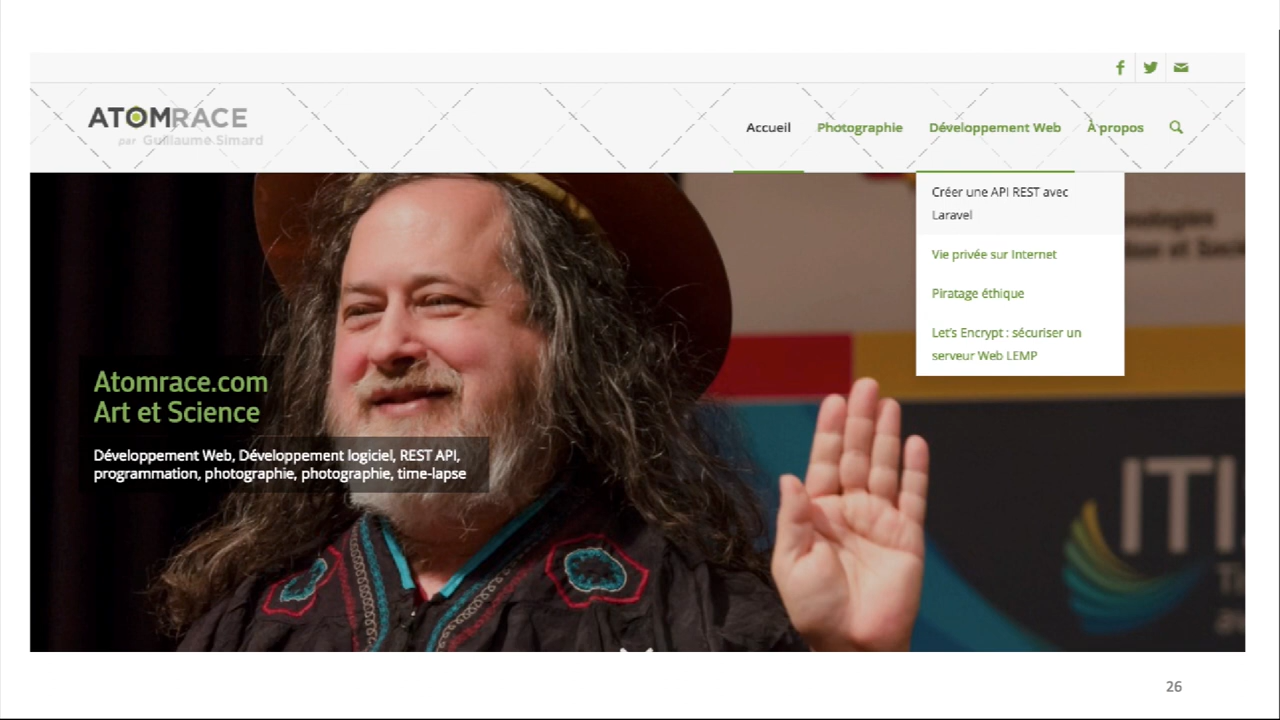 ATOMRACE
par Guillaume Simard
Accueil
Photographie
Développement Web
À propos
Créer une API REST avec
Laravel
Vie privée sur Internet
Piratage éthique
Let's Encrypt : sécuriser un
serveur Web LEMP
Atomrace.com
Art et Science
Développement Web, Développement logiciel, REST API,
programmation, photographie, photographie, time-lapse
ITI
26